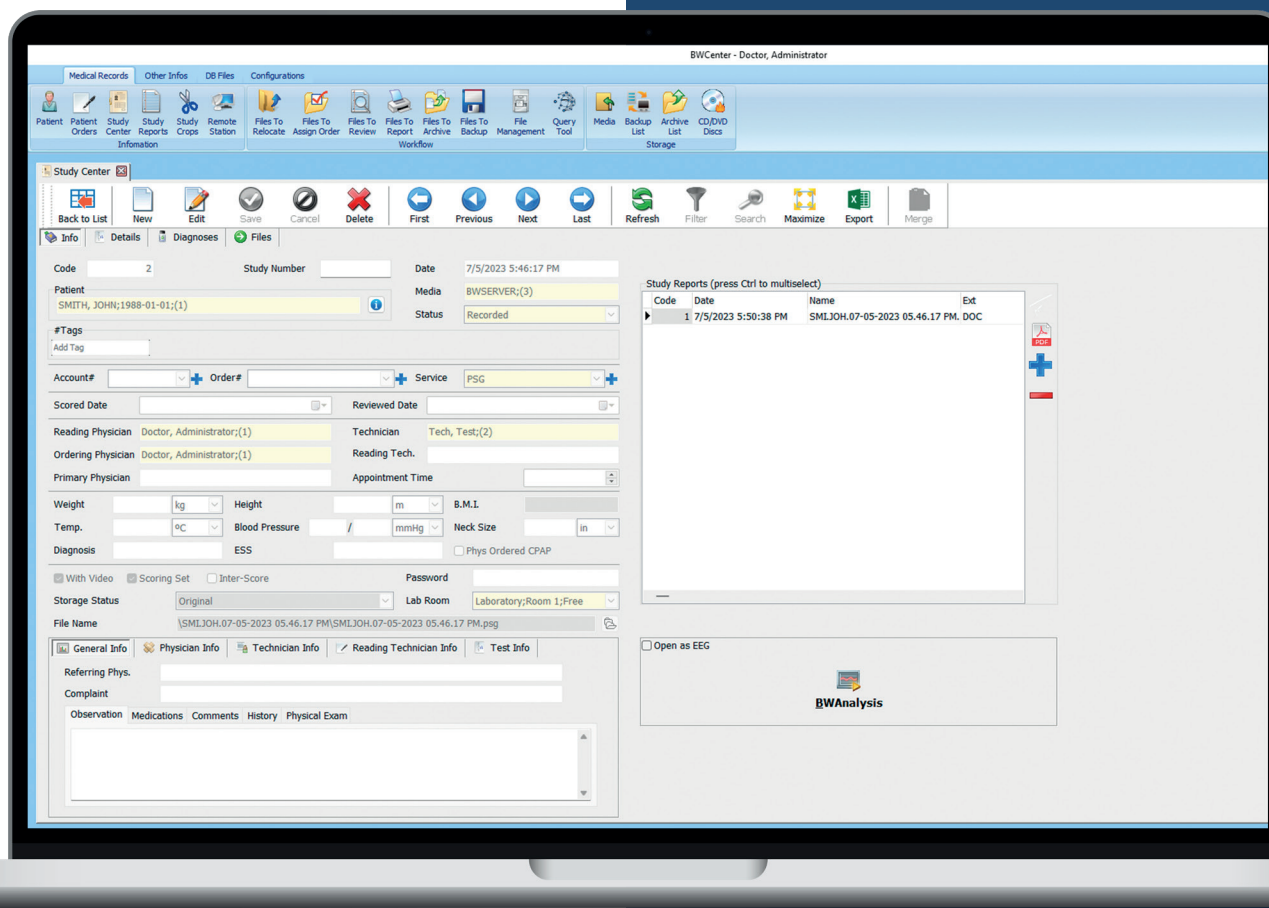 BWCenter - Doctor, Administrator
Medical Records Other Infos DB Files Configurations
Patient Patient Orders Study Center Study Reports Study Crops Remote Station Files To Relocate Files To Assign Order Files To Review Files To Report Files To Archive Files To Backup File Management Query Tool Media Backup List Archive List CD/DVD Discs
Infomation Workflow Storage
Study Center
Back to List New Edit Save Cancel Delete First Previous Next Last Refresh Filter Search Maximize Export Merge
Info Details Diagnoses Files
Code 2 Study Number Date 7/5/2023 5:46:17 PM
Patient
SMITH, JOHN;1988-01-01;(1)
Media BWSERVER;(3)
Status Recorded
#Tags
Add Tag
Account# Order# Service PSG
Scored Date Reviewed Date
Reading Physician Doctor, Administrator;(1) Technician Tech, Test;(2)
Ordering Physician Doctor, Administrator;(1) Reading Tech.
Primary Physician Appointment Time
Weight kg Height m B.M.I.
Temp. ºC Blood Pressure / mmHg Neck Size in
Diagnosis ESS Phys Ordered CPAP
With Video Scoring Set Inter-Score Password
Storage Status Original Lab Room Laboratory;Room 1;Free
File Name \SMI.JOH.07-05-2023 05.46.17 PM\SMI.JOH.07-05-2023 05.46.17 PM.psg
General Info Physician Info Technician Info Reading Technician Info Test Info
Referring Phys.
Complaint
Observation Medications Comments History Physical Exam
Study Reports (press Ctrl to multiselect)
Code Date Name Ext
1 7/5/2023 5:50:38 PM SMI.JOH.07-05-2023 05.46.17 PM. DOC
PDF
Open as EEG
BWAnalysis